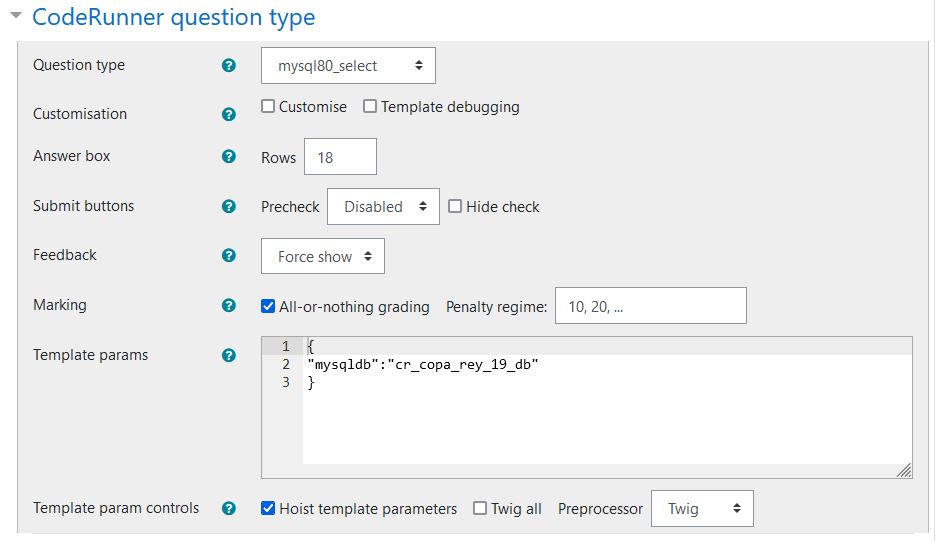 CodeRunner question type
Question type ? mysql80_select
Customisation ? Customise Template debugging
Answer box ? Rows 18
Submit buttons ? Precheck Disabled Hide check
Feedback ? Force show
Marking ? All-or-nothing grading Penalty regime: 10, 20, ...
Template params ? 1 {
2 "mysqldb":"cr_copa_rey_19_db"
3 }
Template param controls ? Hoist template parameters Twig all Preprocessor Twig